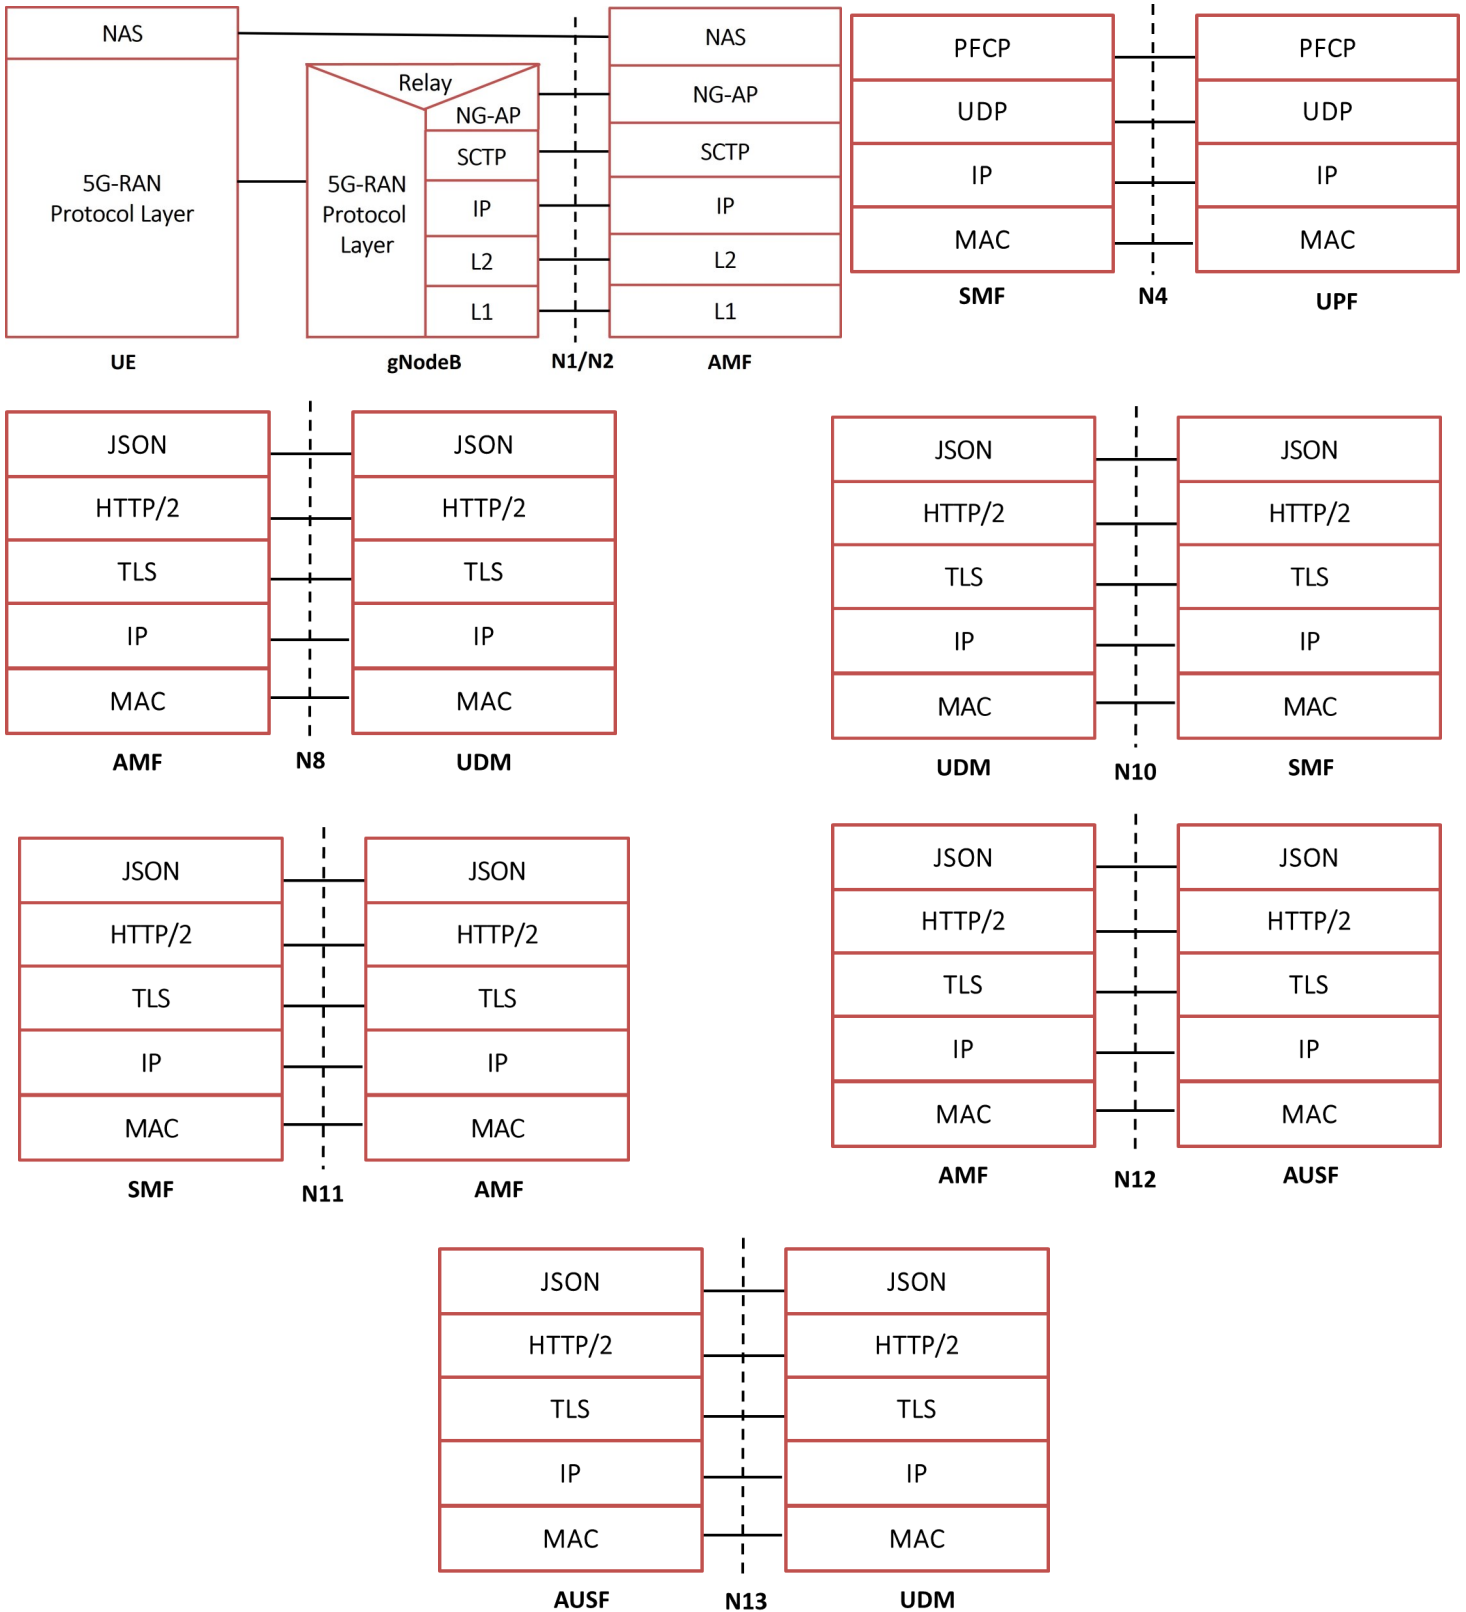 NAS
5G-RAN
Protocol Layer
UE
Relay
NG-AP
5G-RAN
Protocol
Layer
SCTP
IP
L2
L1
gNodeB
N1/N2
NAS
NG-AP
SCTP
IP
L2
L1
AMF
PFCP
UDP
IP
MAC
SMF
N4
PFCP
UDP
IP
MAC
UPF
JSON
HTTP/2
TLS
IP
MAC
AMF
N8
JSON
HTTP/2
TLS
IP
MAC
UDM
JSON
HTTP/2
TLS
IP
MAC
UDM
N10
JSON
HTTP/2
TLS
IP
MAC
SMF
JSON
HTTP/2
TLS
IP
MAC
SMF
N11
JSON
HTTP/2
TLS
IP
MAC
AMF
JSON
HTTP/2
TLS
IP
MAC
AMF
N12
JSON
HTTP/2
TLS
IP
MAC
AUSF
JSON
HTTP/2
TLS
IP
MAC
AUSF
N13
JSON
HTTP/2
TLS
IP
MAC
UDM